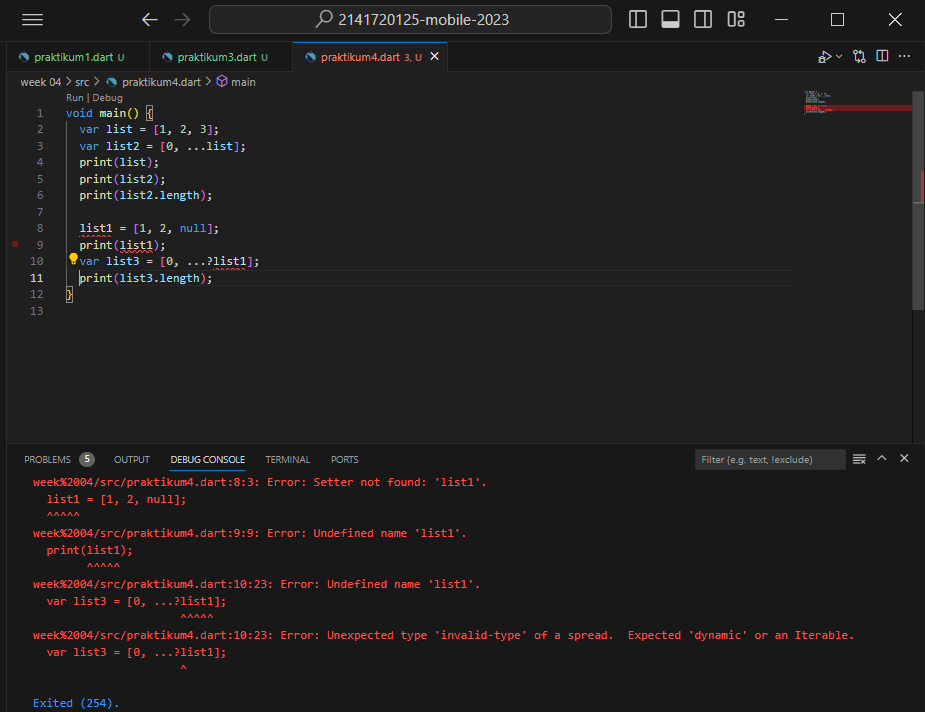 2141720125-mobile-2023
praktikum1.dart U
praktikum3.dart U
praktikum4.dart 3, U
week 04 > src > praktikum4.dart > main
Run | Debug
1 void main() {
2 var list = [1, 2, 3];
3 var list2 = [0, ...list];
4 print(list);
5 print(list2);
6 print(list2.length);
7
8 list1 = [1, 2, null];
9 print(list1);
10 var list3 = [0, ...?list1];
11 print(list3.length);
12 }
13
PROBLEMS 5 OUTPUT DEBUG CONSOLE TERMINAL PORTS
Filter (e.g. text, !exclude)
week%2004/src/praktikum4.dart:8:3: Error: Setter not found: 'list1'.
list1 = [1, 2, null];
^^^^^
week%2004/src/praktikum4.dart:9:9: Error: Undefined name 'list1'.
print(list1);
^^^^^
week%2004/src/praktikum4.dart:10:23: Error: Undefined name 'list1'.
var list3 = [0, ...?list1];
^^^^^
week%2004/src/praktikum4.dart:10:23: Error: Unexpected type 'invalid-type' of a spread.  Expected 'dynamic' or an Iterable.
var list3 = [0, ...?list1];
^
Exited (254).